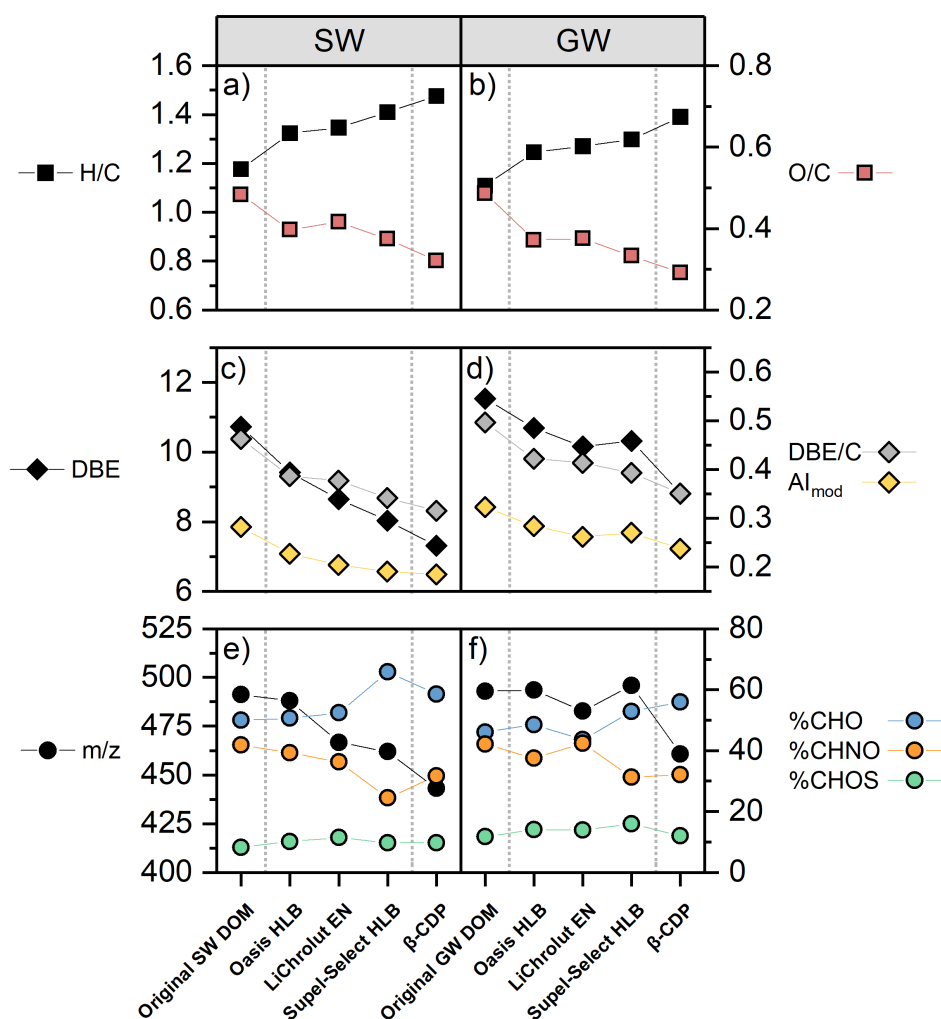 SW GW
1.6 a) b) 0.8
1.4
H/C 1.2 0.6 O/C
1.0 0.4
0.8
0.6 0.2
c) d) 0.6
12
0.5
DBE 10 0.4 DBE/C
AImod
8 0.3
6 0.2
525 e) f) 80
500
60
475 %CHO
m/z 450 40 %CHNO
%CHOS
425 20
400 0
Original SW DOM
Oasis HLB
LiChrolut EN
Supel-Select HLB
β-CDP
Original GW DOM
Oasis HLB
LiChrolut EN
Supel-Select HLB
β-CDP